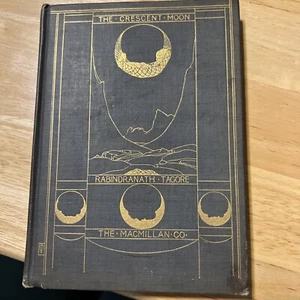 THE · CRESCENT · MOON
RABINDRANATH · TAGORE
· THE · MACMILLAN · CO ·